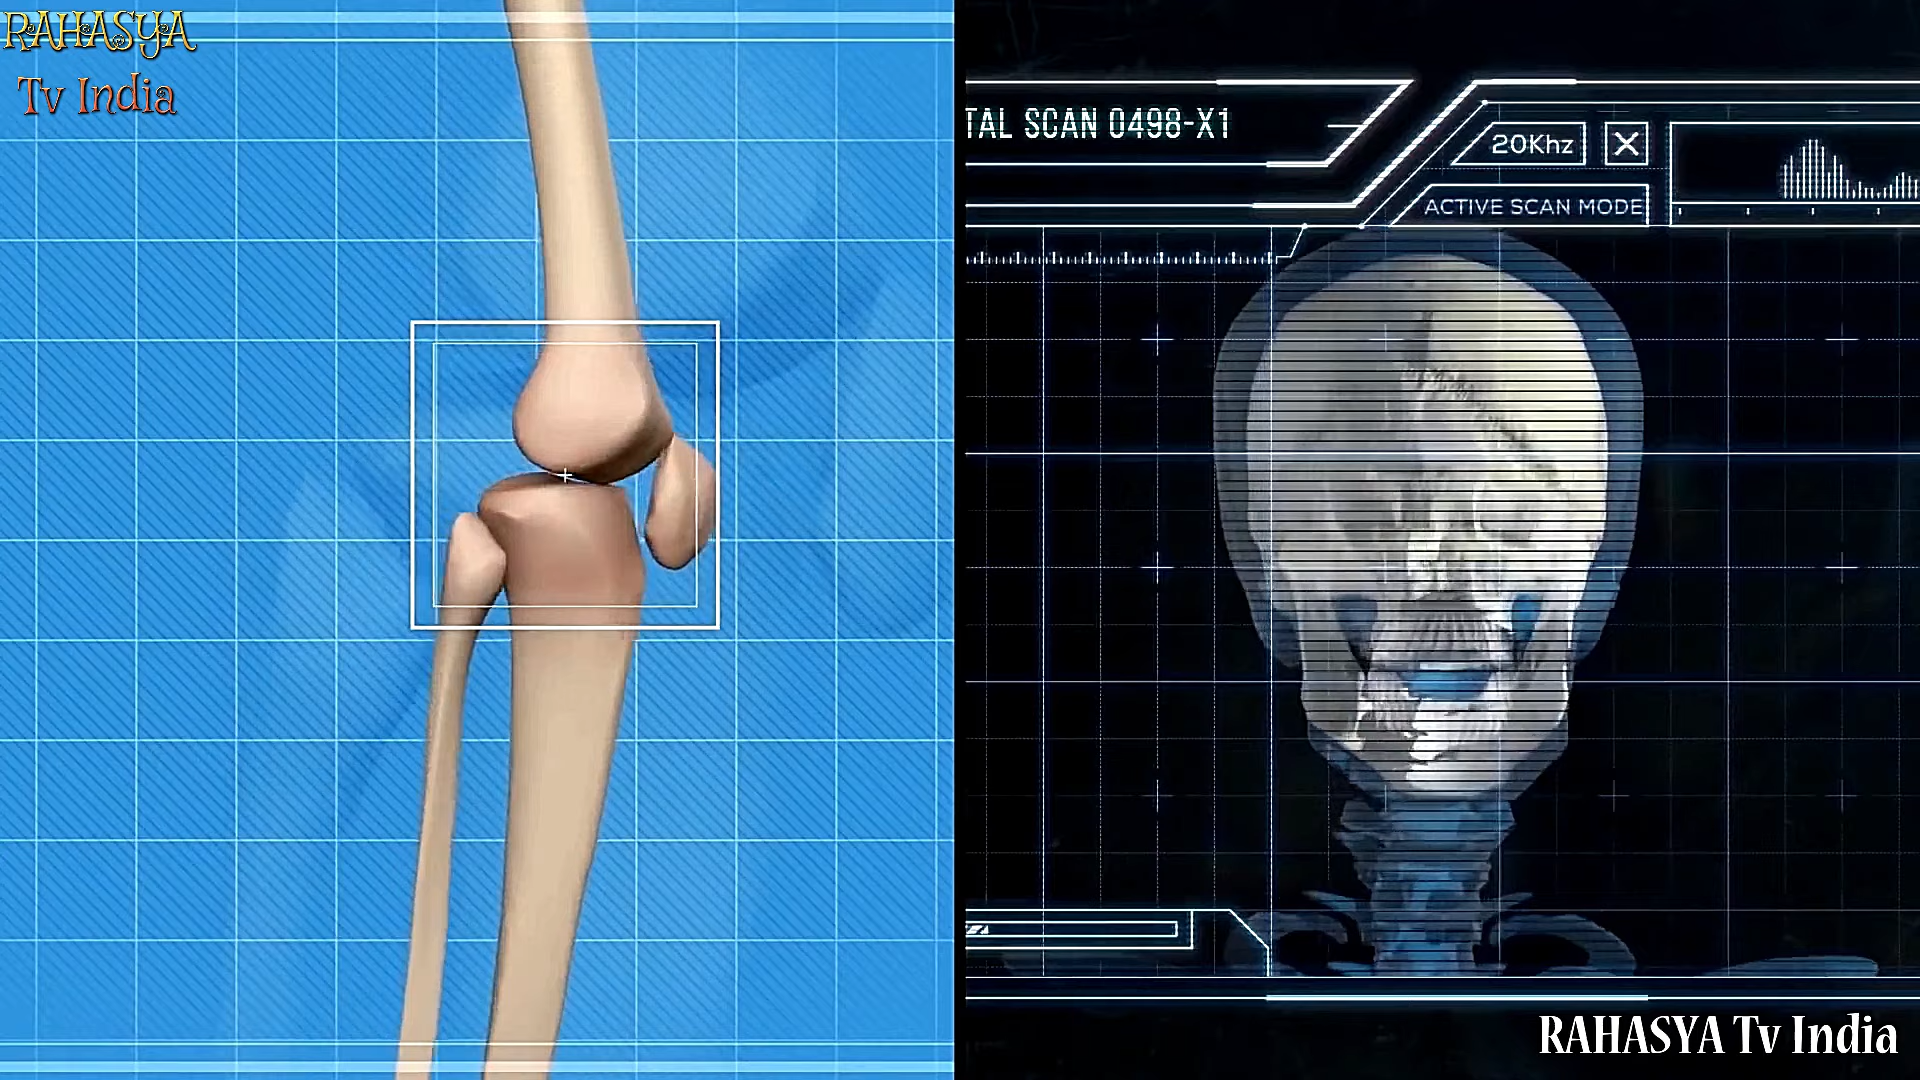 RAHASYA
Tv India
TAL SCAN 0498-X1
20Khz
ACTIVE SCAN MODE
RAHASYA Tv India